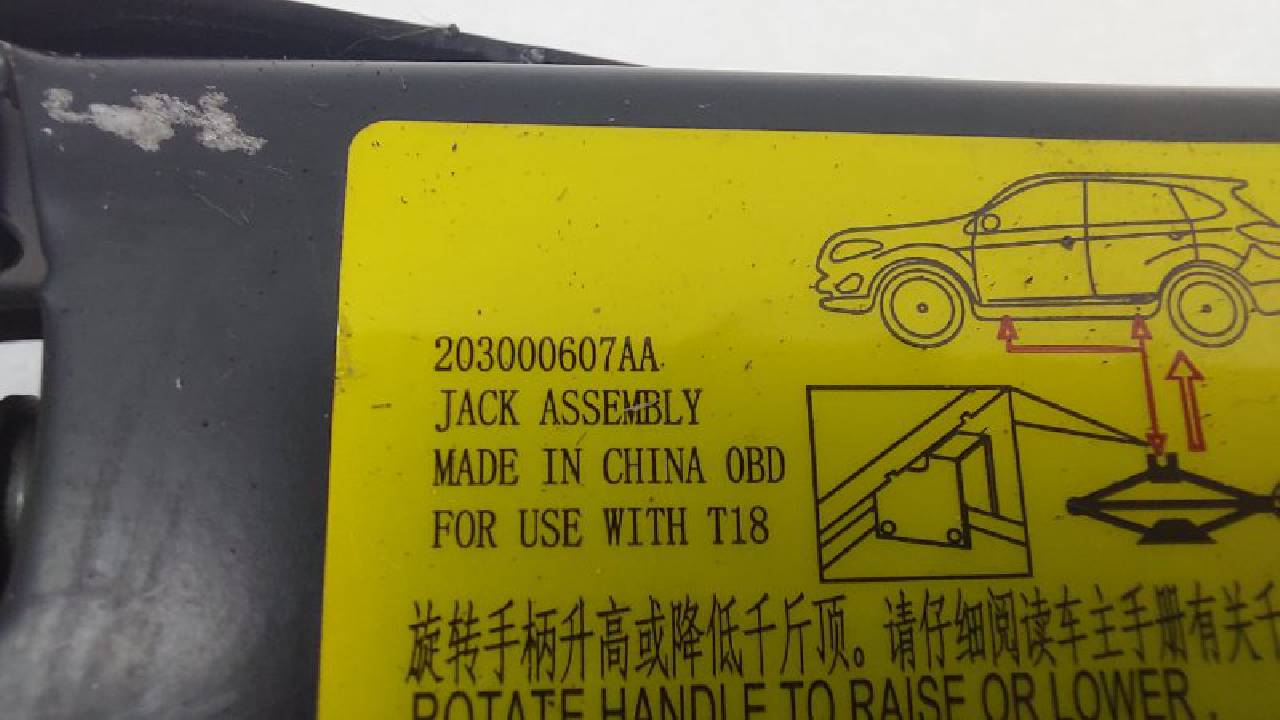 203000607AA
JACK ASSEMBLY
MADE IN CHINA OBD
FOR USE WITH T18
旋转手柄升高或降低千斤顶。请仔细阅读车主手册有关千
ROTATE HANDLE TO RAISE OR LOWER.